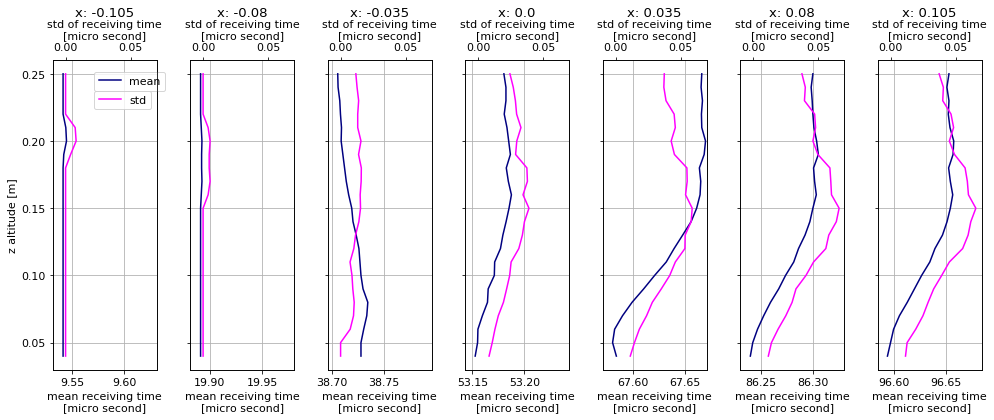 x: -0.105
std of receiving time
[micro second]
0.00 0.05
x: -0.08
std of receiving time
[micro second]
0.00 0.05
x: -0.035
std of receiving time
[micro second]
0.00 0.05
x: 0.0
std of receiving time
[micro second]
0.00 0.05
x: 0.035
std of receiving time
[micro second]
0.00 0.05
x: 0.08
std of receiving time
[micro second]
0.00 0.05
x: 0.105
std of receiving time
[micro second]
0.00 0.05
z altitude [m]
0.25
0.20
0.15
0.10
0.05
mean
std
9.55 9.60
mean receiving time
[micro second]
19.90 19.95
mean receiving time
[micro second]
38.70 38.75
mean receiving time
[micro second]
53.15 53.20
mean receiving time
[micro second]
67.60 67.65
mean receiving time
[micro second]
86.25 86.30
mean receiving time
[micro second]
96.60 96.65
mean receiving time
[micro second]